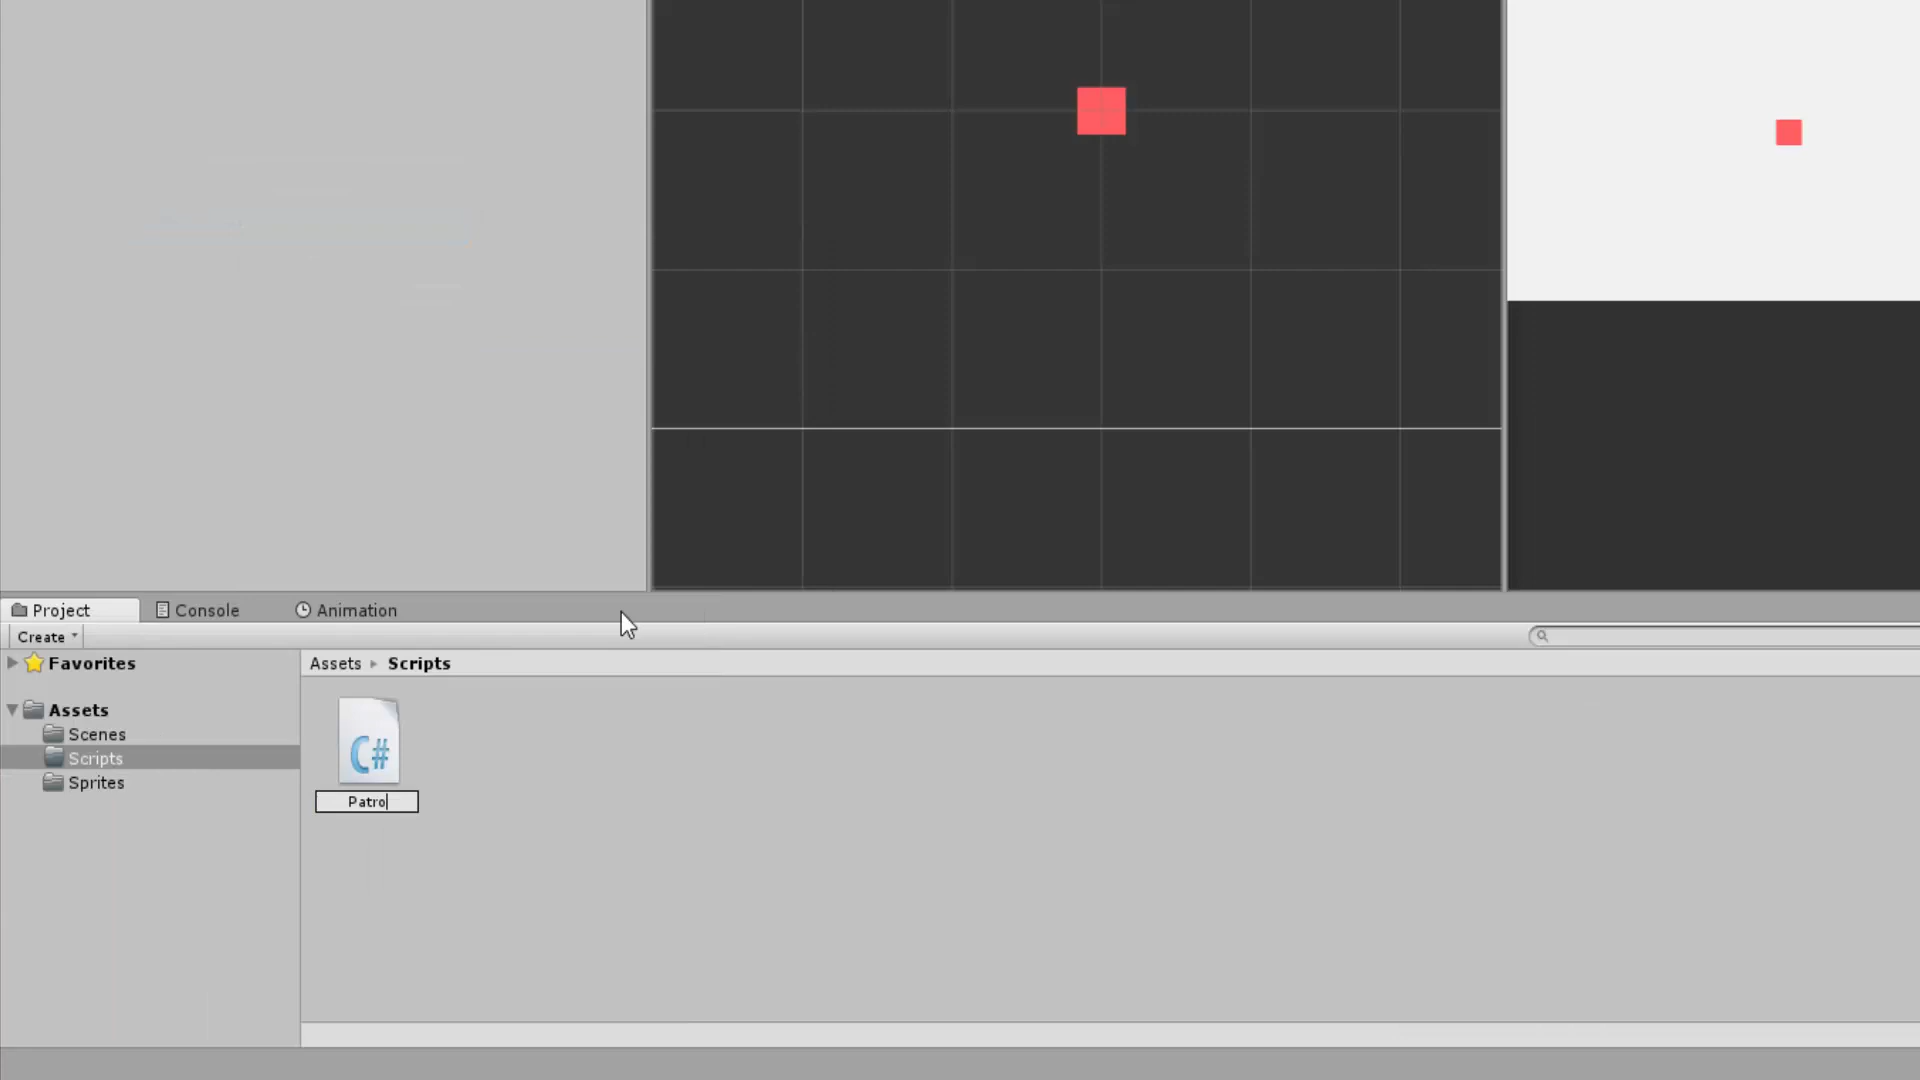 Project
Console
Animation
Create
Favorites
Assets
Scenes
Scripts
Sprites
Assets Scripts
C#
Patro